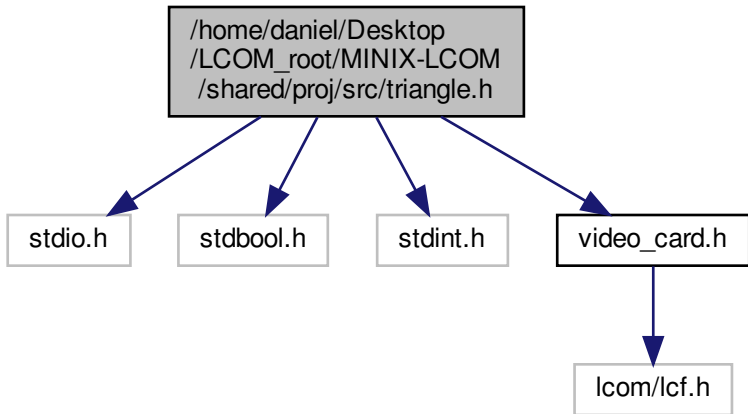 /home/daniel/Desktop
/LCOM_root/MINIX-LCOM
/shared/proj/src/triangle.h
stdio.h
stdbool.h
stdint.h
video_card.h
lcom/lcf.h